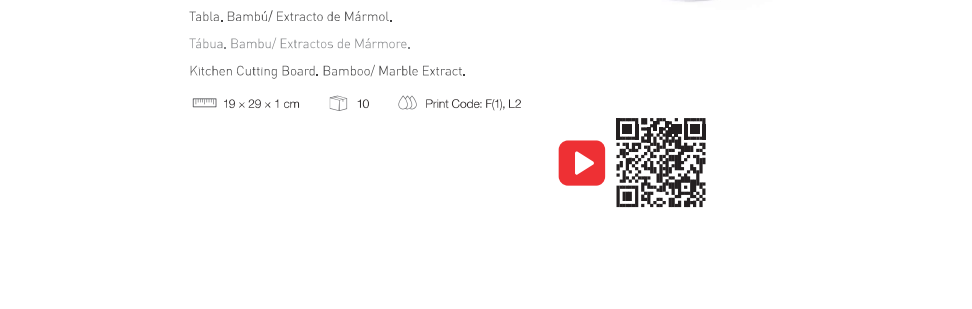 Tabla. Bambú/ Extracto de Mármol.
Tábua. Bambu/ Extractos de Mármore.
Kitchen Cutting Board. Bamboo/ Marble Extract.
19 x 29 x 1 cm 10 Print Code: F(1), L2